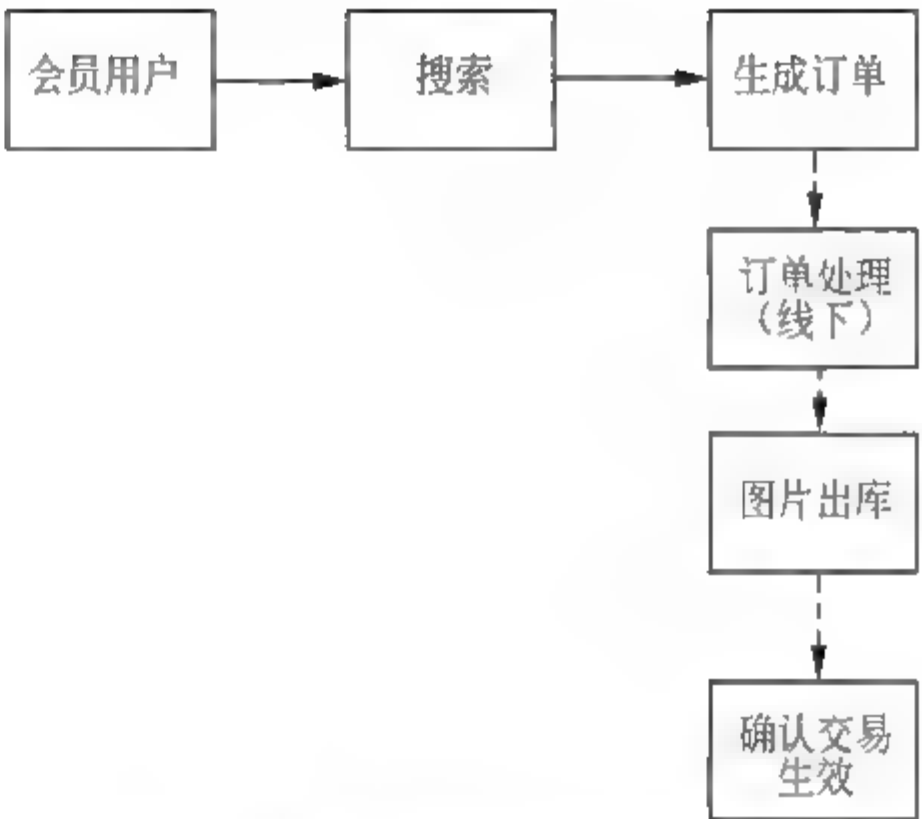 会员用户
搜索
生成订单
订单处理
（线下）
图片出库
确认交易
生效